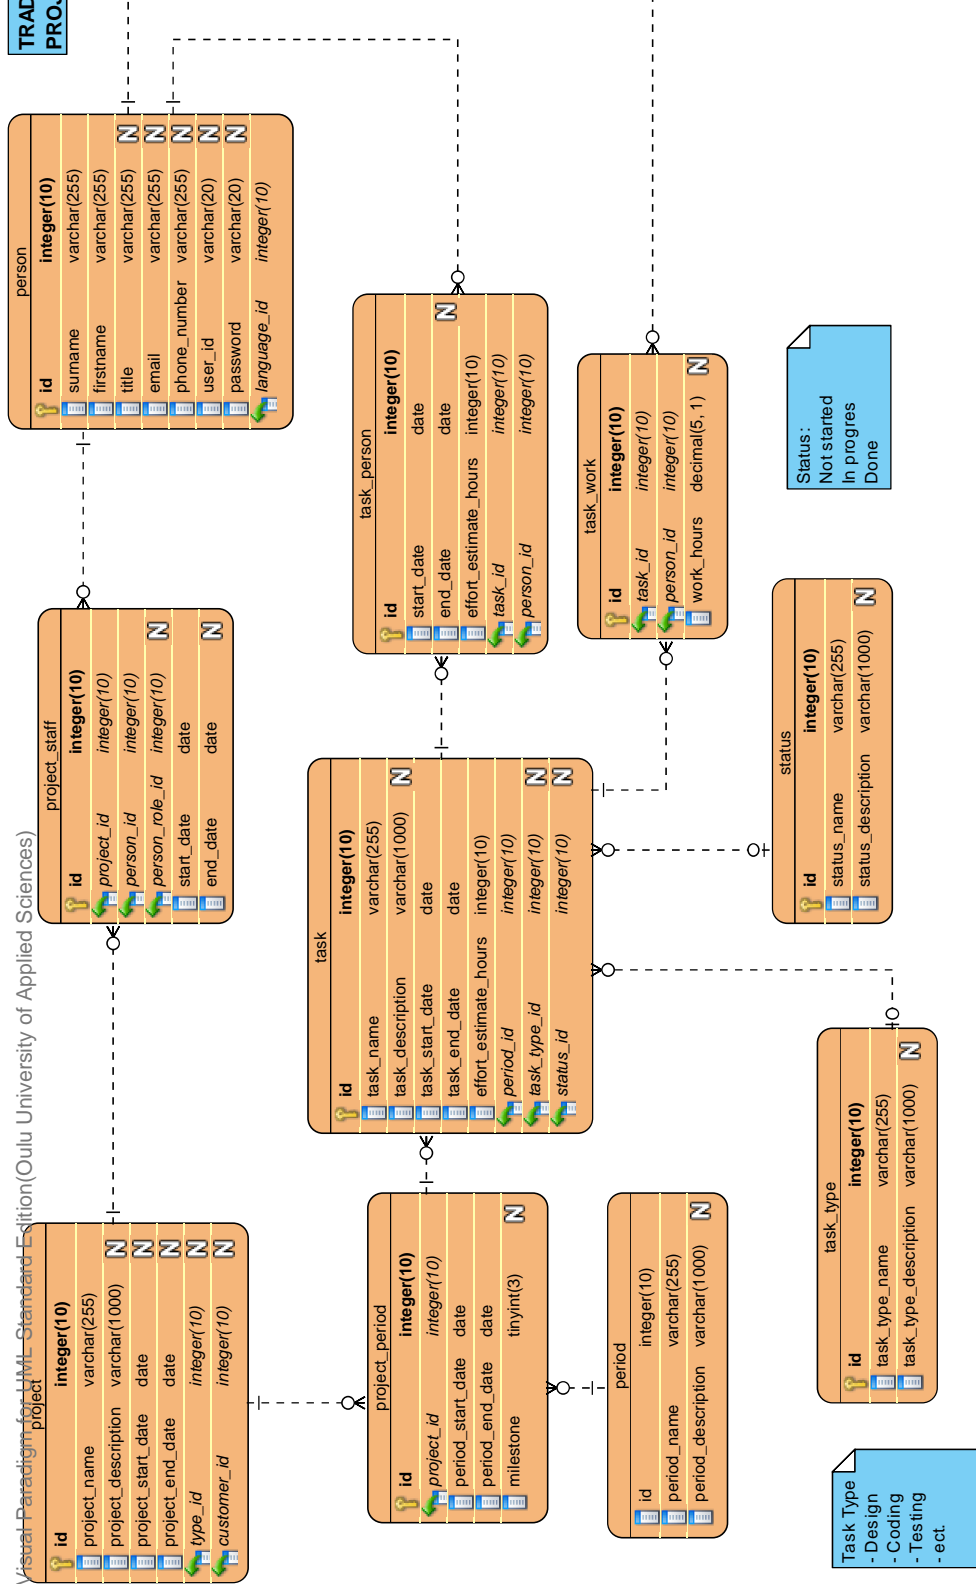 Visual Paradigm for UML Standard Edition(Oulu University of Applied Sciences)
TRAD
PROJ
project
id integer(10)
project_name varchar(255)
project_description varchar(1000) N
project_start_date date N
project_end_date date N
type_id integer(10) N
customer_id integer(10) N
project_staff
id integer(10)
project_id integer(10)
person_id integer(10)
person_role_id integer(10) N
start_date date
end_date date N
person
id integer(10)
surname varchar(255)
firstname varchar(255)
title varchar(255) N
email varchar(255) N
phone_number varchar(255) N
user_id varchar(20) N
password varchar(20) N
language_id integer(10)
project_period
id integer(10)
project_id integer(10)
period_start_date date
period_end_date date
milestone tinyint(3) N
task
id integer(10)
task_name varchar(255)
task_description varchar(1000) N
task_start_date date
task_end_date date
effort_estimate_hours integer(10)
period_id integer(10)
task_type_id integer(10) N
status_id integer(10) N
task_person
id integer(10)
start_date date
end_date date N
effort_estimate_hours integer(10)
task_id integer(10)
person_id integer(10)
task_work
id integer(10)
task_id integer(10)
person_id integer(10)
work_hours decimal(5, 1) N
period
id integer(10)
period_name varchar(255)
period_description varchar(1000) N
status
id integer(10)
status_name varchar(255)
status_description varchar(1000) N
Status:
Not started
In progres
Done
task_type
id integer(10)
task_type_name varchar(255)
task_type_description varchar(1000) N
Task Type
- Design
- Coding
- Testing
- ect.